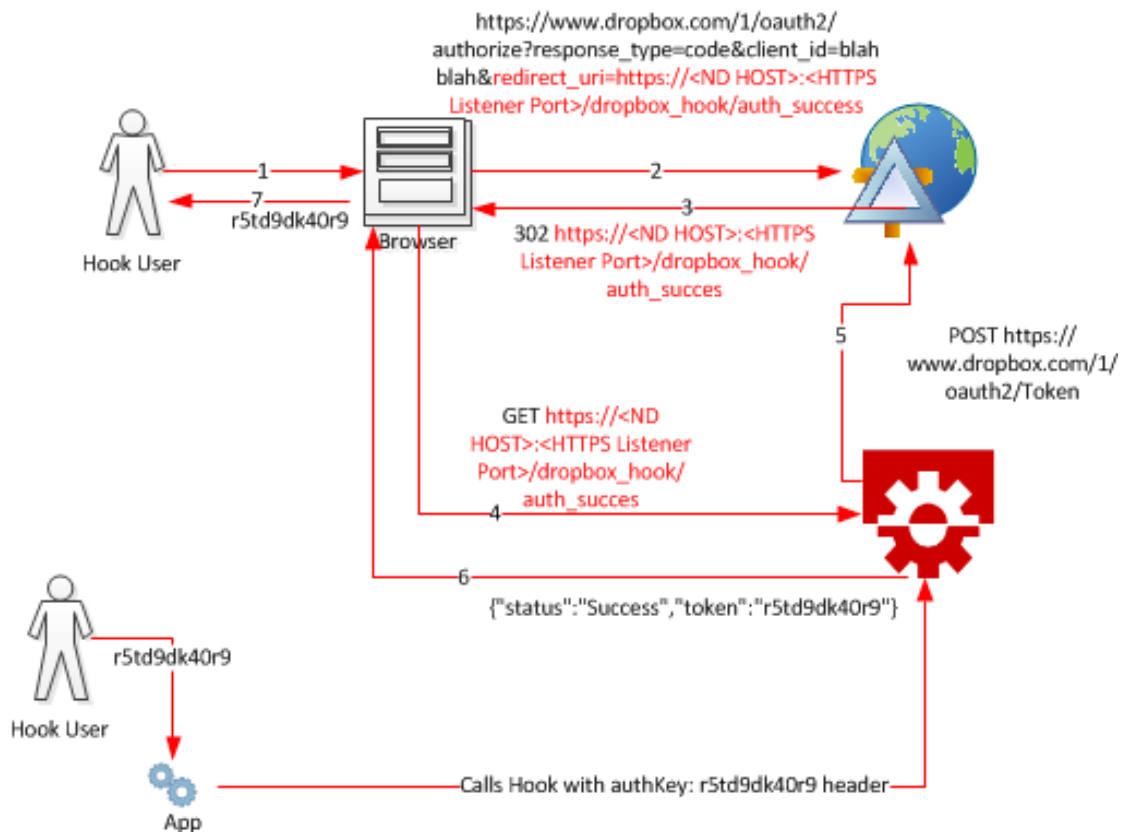 https://www.dropbox.com/1/oauth2/
authorize?response_type=code&client_id=blah
blah&redirect_uri=https://<ND HOST>:<HTTPS
Listener Port>/dropbox_hook/auth_success
1
2
7
3
r5td9dk40r9
Browser
Hook User
302 https://<ND HOST>:<HTTPS
Listener Port>/dropbox_hook/
auth_succes
5
POST https://
www.dropbox.com/1/
oauth2/Token
GET https://<ND
HOST>:<HTTPS Listener
Port>/dropbox_hook/
auth_succes
4
6
{"status":"Success","token":"r5td9dk40r9"}
r5td9dk40r9
Hook User
Calls Hook with authKey: r5td9dk40r9 header
App